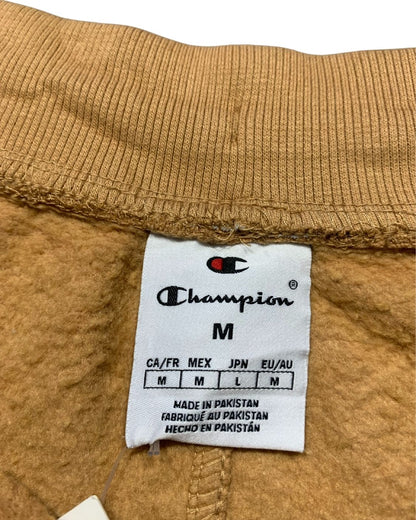 Champion®
M
CA/FR MEX JPN EU/AU
M M L M
MADE IN PAKISTAN
FABRIQUÉ AU PAKISTAN
HECHO EN PAKISTÁN